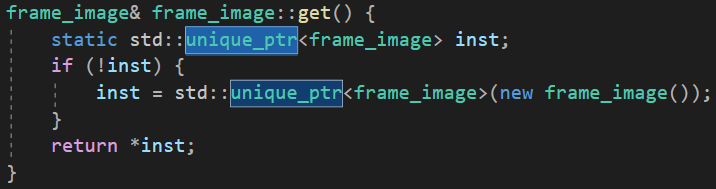 frame_image& frame_image::get() {
static std::unique_ptr<frame_image> inst;
if (!inst) {
inst = std::unique_ptr<frame_image>(new frame_image());
}
return *inst;
}